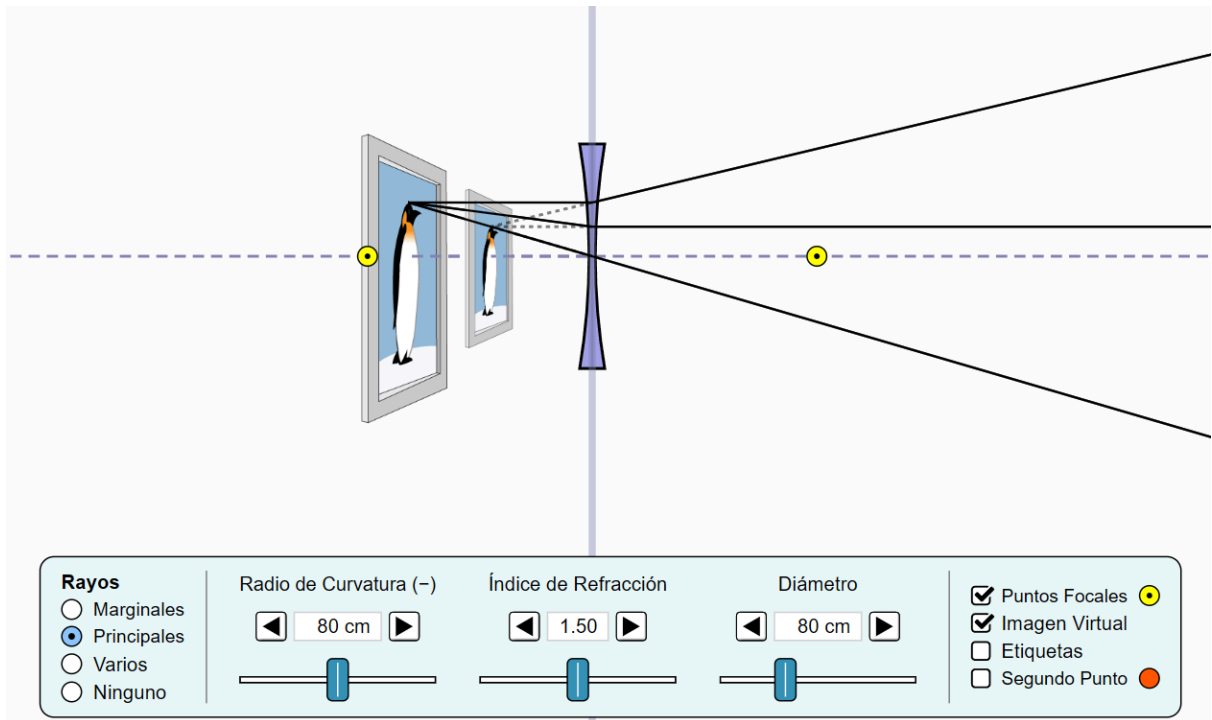 Rayos
Marginales
Principales
Varios
Ninguno
Radio de Curvatura (−)
80 cm
Índice de Refracción
1.50
Diámetro
80 cm
Puntos Focales
Imagen Virtual
Etiquetas
Segundo Punto